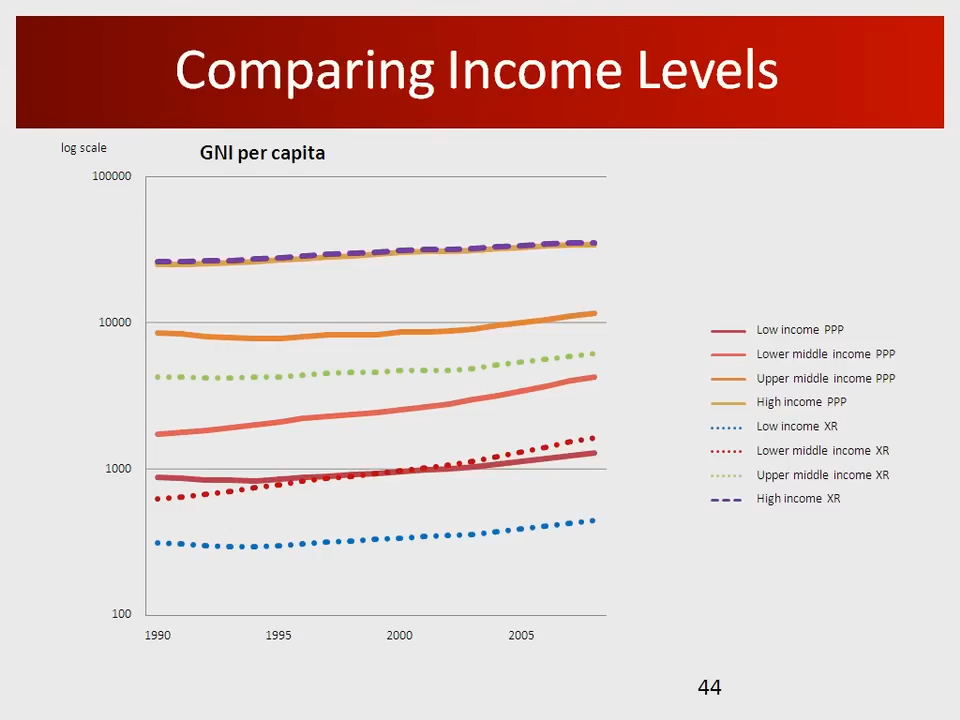 Comparing Income Levels
log scale
GNI per capita
100000
10000
1000
100
1990 1995 2000 2005
Low income PPP
Lower middle income PPP
Upper middle income PPP
High income PPP
Low income XR
Lower middle income XR
Upper middle income XR
High income XR
44